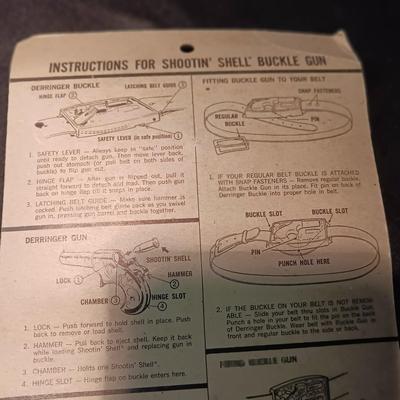 INSTRUCTIONS FOR SHOOTIN' SHELL BUCKLE GUN
DERRINGER BUCKLE
LATCHING BELT GUIDE 3
HINGE FLAP 2
SAFETY LEVER (in safe position) 1
1. SAFETY LEVER — Always keep in "safe" position
until ready to detach gun. Then move lever back,
push out stomach (or pull belt on both sides of
buckle) to flip gun out.
2. HINGE FLAP — After gun is flipped out, pull it
straight forward to detach and load. Then push gun
back on hinge flap till it snaps in place.
3. LATCHING BELT GUIDE — Make sure hammer is
cocked. Push latching belt guide back as you swivel
gun in, pressing gun barrel and buckle together.
DERRINGER GUN
SHOOTIN' SHELL
LOCK 1
HAMMER
2
CHAMBER 3
HINGE SLOT
4
1. LOCK — Push forward to hold shell in place. Push
back to remove or load shell.
2. HAMMER — Pull back to eject shell. Keep it back
while loading Shootin' Shell® and replacing gun in
buckle.
3. CHAMBER — Holds one Shootin' Shell®.
4. HINGE SLOT — Hinge flap on buckle enters here.
FITTING BUCKLE GUN TO YOUR BELT
SNAP FASTENERS
REGULAR
BUCKLE
PIN
1. IF YOUR REGULAR BELT BUCKLE IS ATTACHED
WITH SNAP FASTENERS — Remove regular buckle.
Attach Buckle Gun in its place. Fit pin on back of
Derringer Buckle into proper hole in belt.
BUCKLE SLOT
BUCKLE SLOT
PIN
PUNCH HOLE HERE
2. IF THE BUCKLE ON YOUR BELT IS NOT REMOV-
ABLE — Slide your belt thru slots in Buckle Gun.
Punch a hole in your belt to fit the pin on the back
of Derringer Buckle. Wear belt with Buckle Gun in
front and regular buckle to the side or back.
FIRING BUCKLE GUN